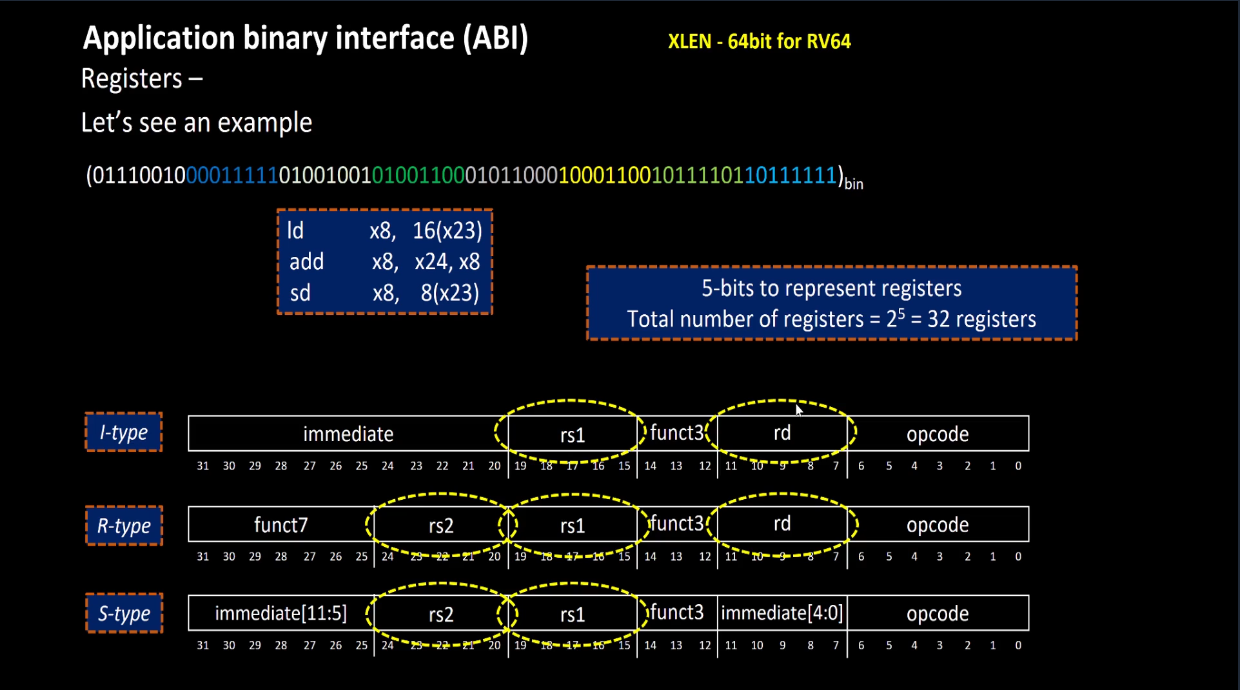 Application binary interface (ABI)
XLEN - 64bit for RV64
Registers –
Let's see an example
(0111001000011111010010010100110001011000100011001011110110111111)bin
ld x8, 16(x23)
add x8, x24, x8
sd x8, 8(x23)
5-bits to represent registers
Total number of registers = 2⁵ = 32 registers
I-type immediate rs1 funct3 rd opcode
31 30 29 28 27 26 25 24 23 22 21 20 19 18 17 16 15 14 13 12 11 10 9 8 7 6 5 4 3 2 1 0
R-type funct7 rs2 rs1 funct3 rd opcode
31 30 29 28 27 26 25 24 23 22 21 20 19 18 17 16 15 14 13 12 11 10 9 8 7 6 5 4 3 2 1 0
S-type immediate[11:5] rs2 rs1 funct3 immediate[4:0] opcode
31 30 29 28 27 26 25 24 23 22 21 20 19 18 17 16 15 14 13 12 11 10 9 8 7 6 5 4 3 2 1 0